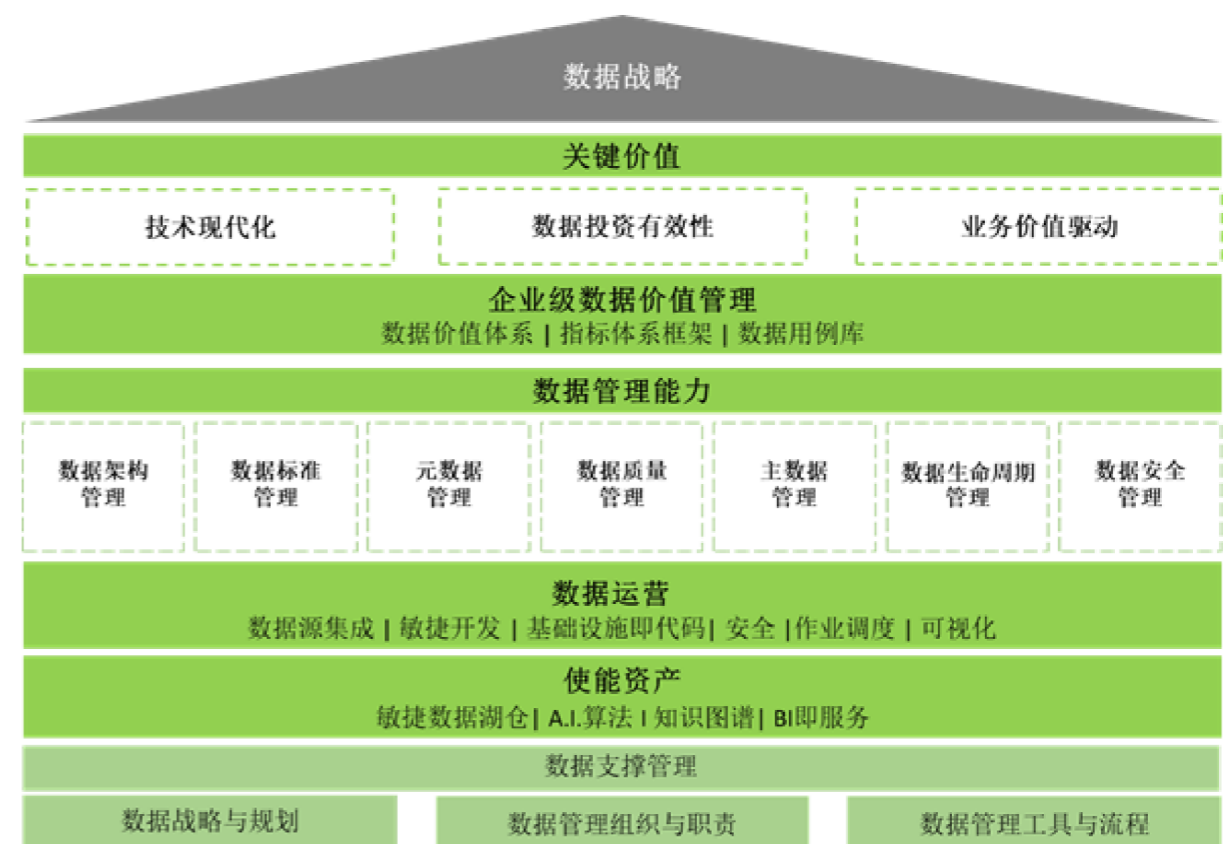 数据战略
关键价值
技术现代化
数据投资有效性
业务价值驱动
企业级数据价值管理
数据价值体系 | 指标体系框架 | 数据用例库
数据管理能力
数据架构
管理
数据标准
管理
元数据
管理
数据质量
管理
主数据
管理
数据生命周期
管理
数据安全
管理
数据运营
数据源集成 | 敏捷开发 | 基础设施即代码| 安全 |作业调度 | 可视化
使能资产
敏捷数据湖仓| A.I.算法 I 知识图谱| BI即服务
数据支撑管理
数据战略与规划
数据管理组织与职责
数据管理工具与流程